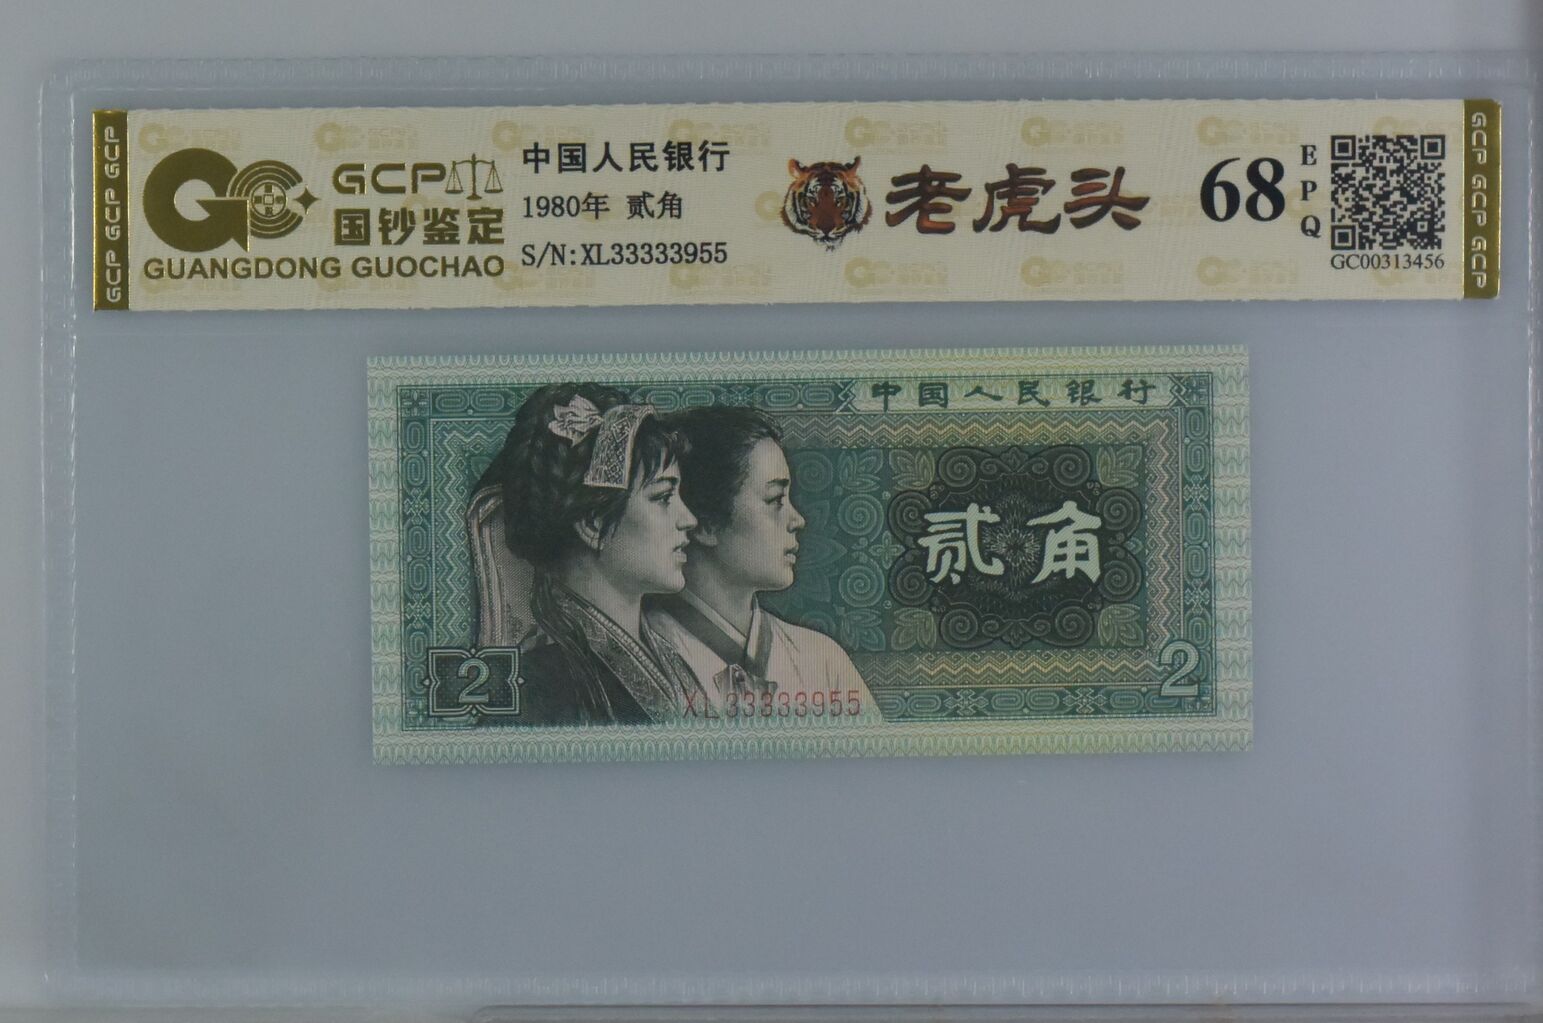 GCP GCP GCP
GCP
国钞鉴定
GUANGDONG GUOCHAO
中国人民银行
1980年 贰角
S/N:XL33333955
老虎头
68
EPQ
GC00313456
GCP GCP GCP
中国人民银行
贰角
2
2
XL33333955